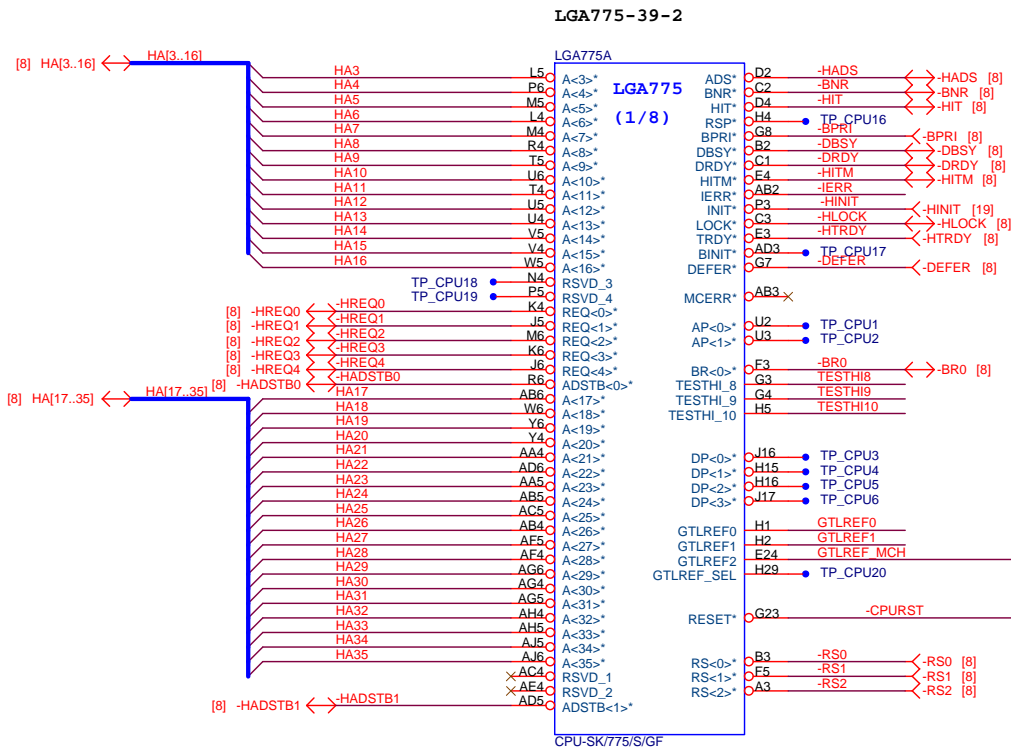 LGA775-39-2
LGA775A
LGA775
(1/8)
[8] HA[3..16] HA[3..16]
HA3 L5 A<3>* ADS* D2 -HADS -HADS [8]
HA4 P6 A<4>* BNR* C2 -BNR -BNR [8]
HA5 M5 A<5>* HIT* D4 -HIT -HIT [8]
HA6 L4 A<6>* RSP* H4 TP_CPU16
HA7 M4 A<7>* BPRI* G8 -BPRI -BPRI [8]
HA8 R4 A<8>* DBSY* B2 -DBSY -DBSY [8]
HA9 T5 A<9>* DRDY* C1 -DRDY -DRDY [8]
HA10 U6 A<10>* HITM* E4 -HITM -HITM [8]
HA11 T4 A<11>* IERR* AB2 -IERR
HA12 U5 A<12>* INIT* P3 -HINIT -HINIT [19]
HA13 U4 A<13>* LOCK* C3 -HLOCK -HLOCK [8]
HA14 V5 A<14>* TRDY* E3 -HTRDY -HTRDY [8]
HA15 V4 A<15>* BINIT* AD3 TP_CPU17
HA16 W5 A<16>* DEFER* G7 -DEFER -DEFER [8]
TP_CPU18 N4 RSVD_3
TP_CPU19 P5 RSVD_4 MCERR* AB3
[8] -HREQ0 -HREQ0 K4 REQ<0>*
[8] -HREQ1 -HREQ1 J5 REQ<1>* AP<0>* U2 TP_CPU1
[8] -HREQ2 -HREQ2 M6 REQ<2>* AP<1>* U3 TP_CPU2
[8] -HREQ3 -HREQ3 K6 REQ<3>*
[8] -HREQ4 -HREQ4 J6 REQ<4>* BR<0>* F3 -BR0 -BR0 [8]
[8] -HADSTB0 -HADSTB0 R6 ADSTB<0>* TESTHI_8 G3 TESTHI8
[8] HA[17..35] HA[17..35]
HA17 AB6 A<17>* TESTHI_9 G4 TESTHI9
HA18 W6 A<18>* TESTHI_10 H5 TESTHI10
HA19 Y6 A<19>*
HA20 Y4 A<20>*
HA21 AA4 A<21>* DP<0>* J16 TP_CPU3
HA22 AD6 A<22>* DP<1>* H15 TP_CPU4
HA23 AA5 A<23>* DP<2>* H16 TP_CPU5
HA24 AB5 A<24>* DP<3>* J17 TP_CPU6
HA25 AC5 A<25>*
HA26 AB4 A<26>* GTLREF0 H1 GTLREF0
HA27 AF5 A<27>* GTLREF1 H2 GTLREF1
HA28 AF4 A<28>* GTLREF2 E24 GTLREF_MCH
HA29 AG6 A<29>* GTLREF_SEL H29 TP_CPU20
HA30 AG4 A<30>*
HA31 AG5 A<31>*
HA32 AH4 A<32>* RESET* G23 -CPURST
HA33 AH5 A<33>*
HA34 AJ5 A<34>*
HA35 AJ6 A<35>* RS<0>* B3 -RS0 -RS0 [8]
AC4 RSVD_1 RS<1>* F5 -RS1 -RS1 [8]
AE4 RSVD_2 RS<2>* A3 -RS2 -RS2 [8]
[8] -HADSTB1 -HADSTB1 AD5 ADSTB<1>*
CPU-SK/775/S/GF